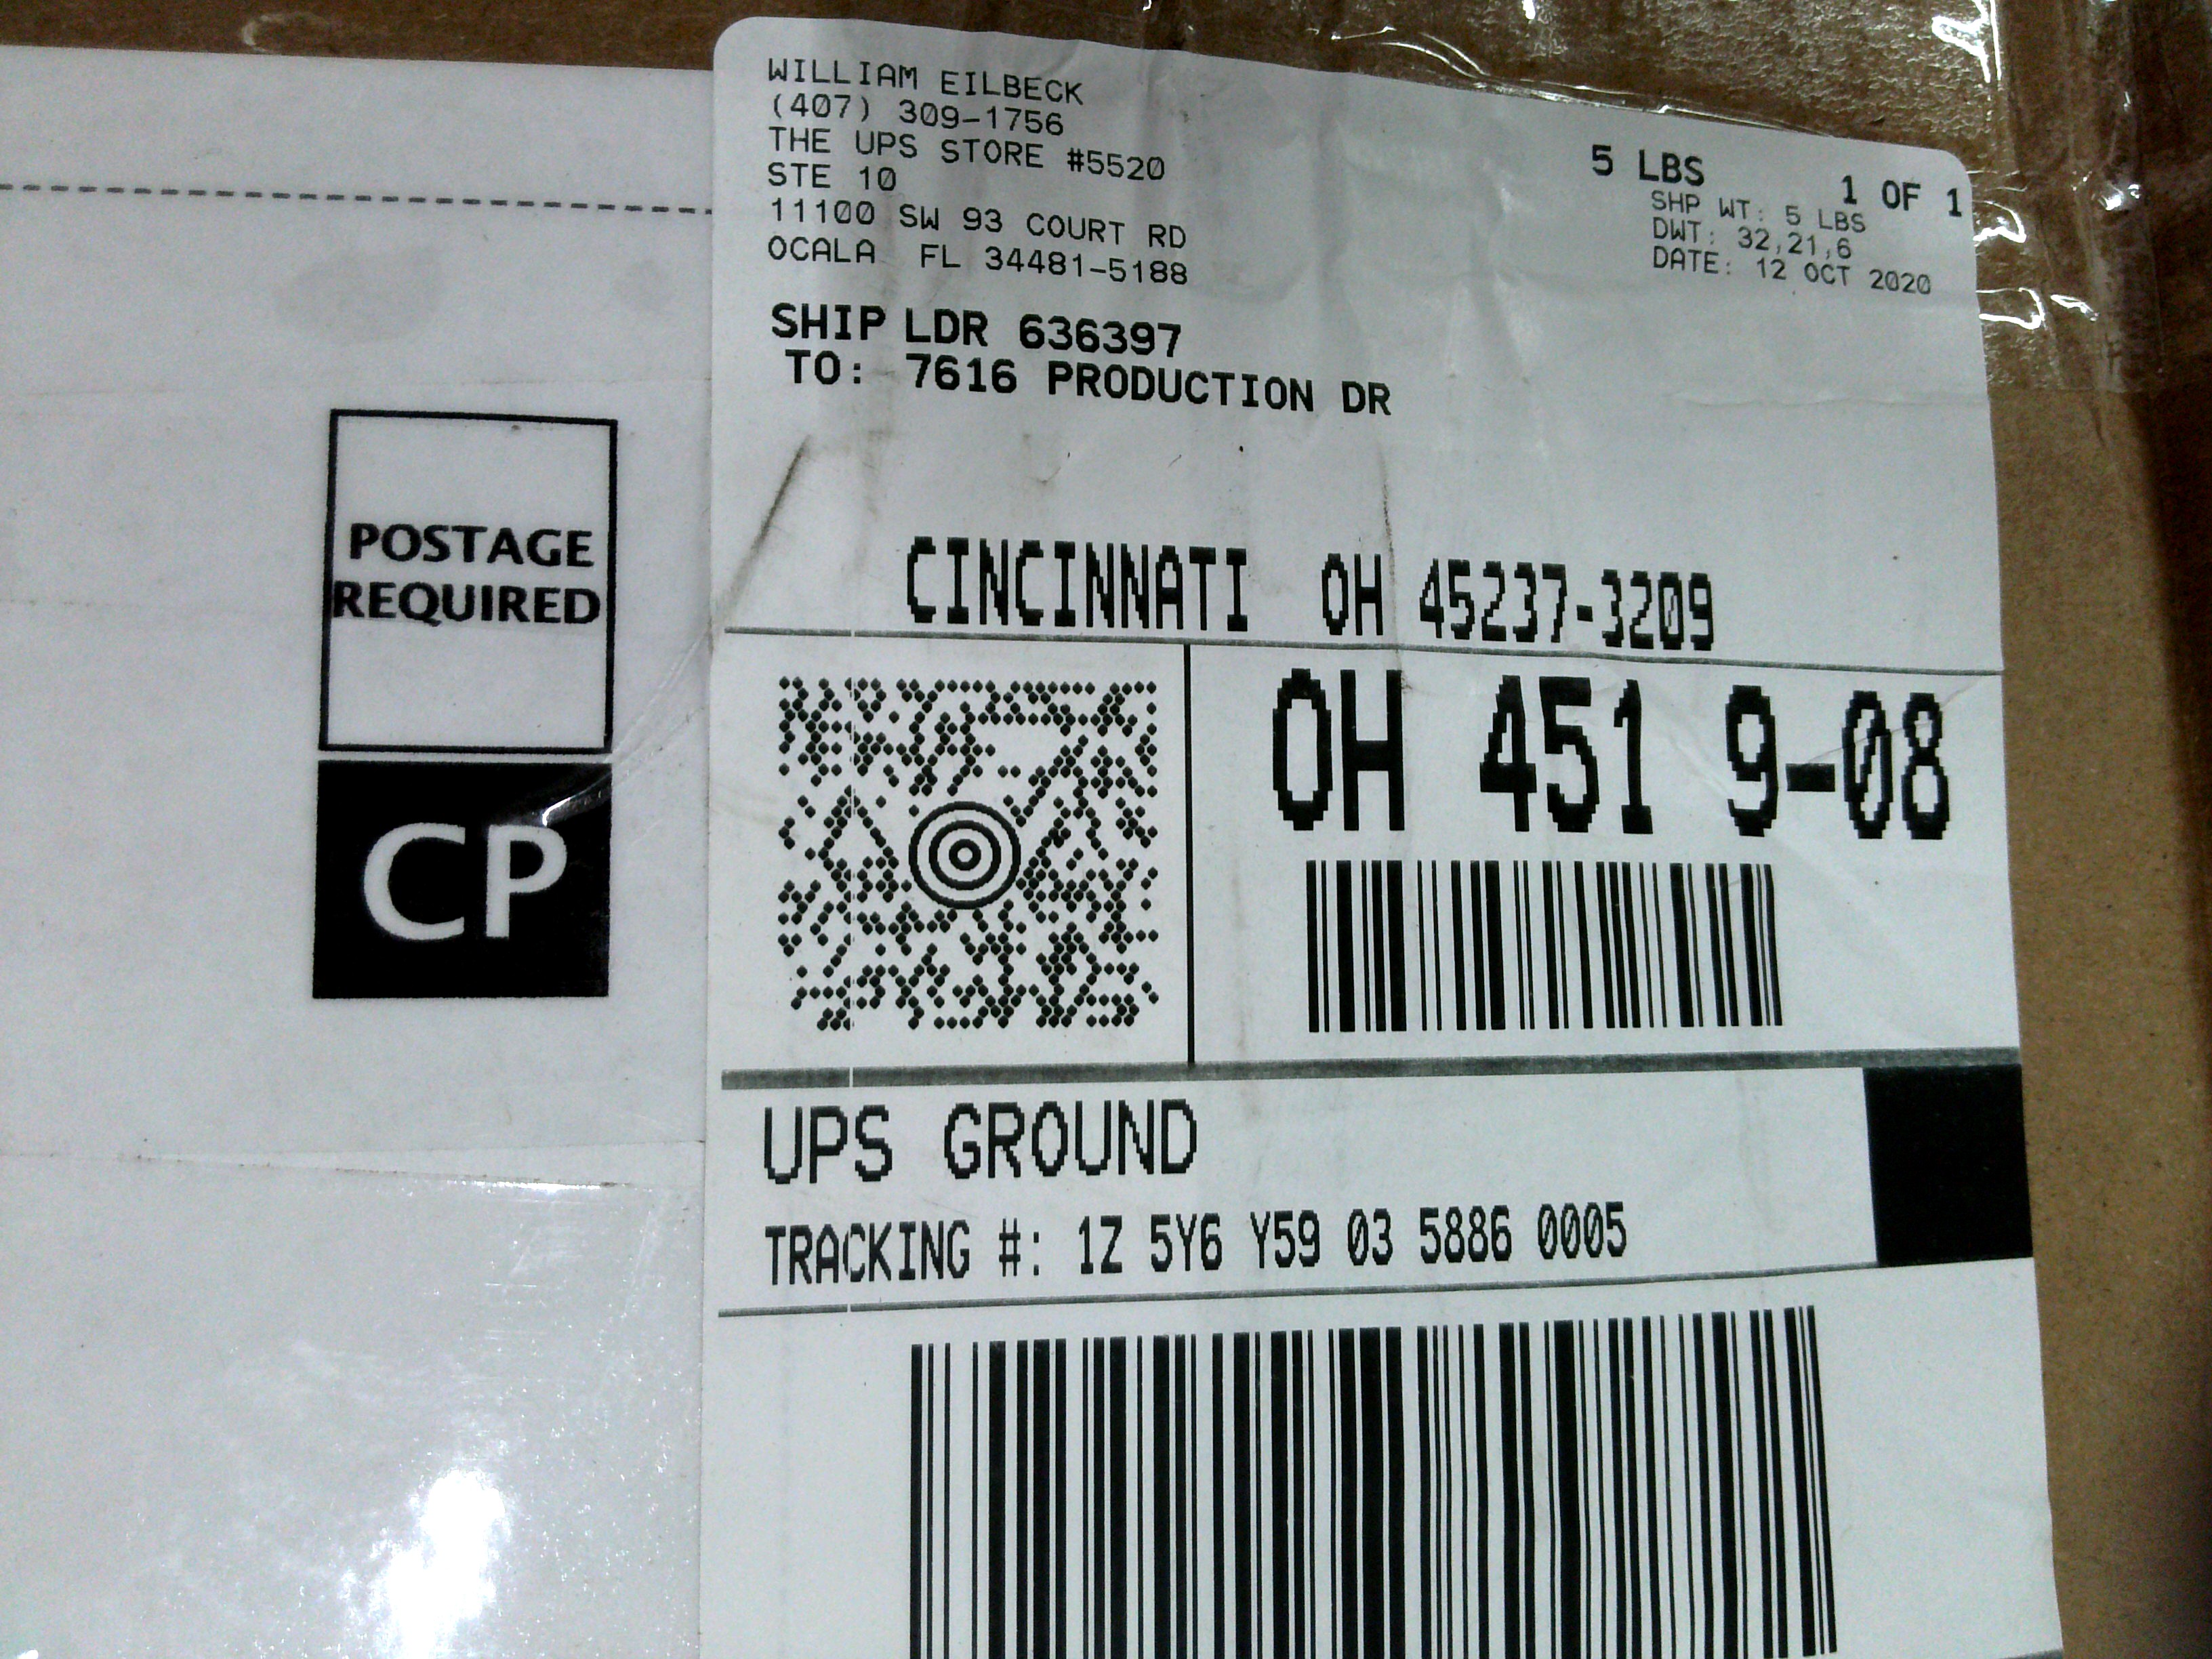 WILLIAM EILBECK
(407) 309-1756
THE UPS STORE #5520
STE 10
11100 SW 93 COURT RD
OCALA FL 34481-5188
5 LBS 1 OF 1
SHP WT: 5 LBS
DWT: 32,21,6
DATE: 12 OCT 2020
SHIP LDR 636397
TO: 7616 PRODUCTION DR
CINCINNATI OH 45237-3209
POSTAGE
REQUIRED
CP
OH 451 9-08
UPS GROUND
TRACKING #: 1Z 5Y6 Y59 03 5886 0005